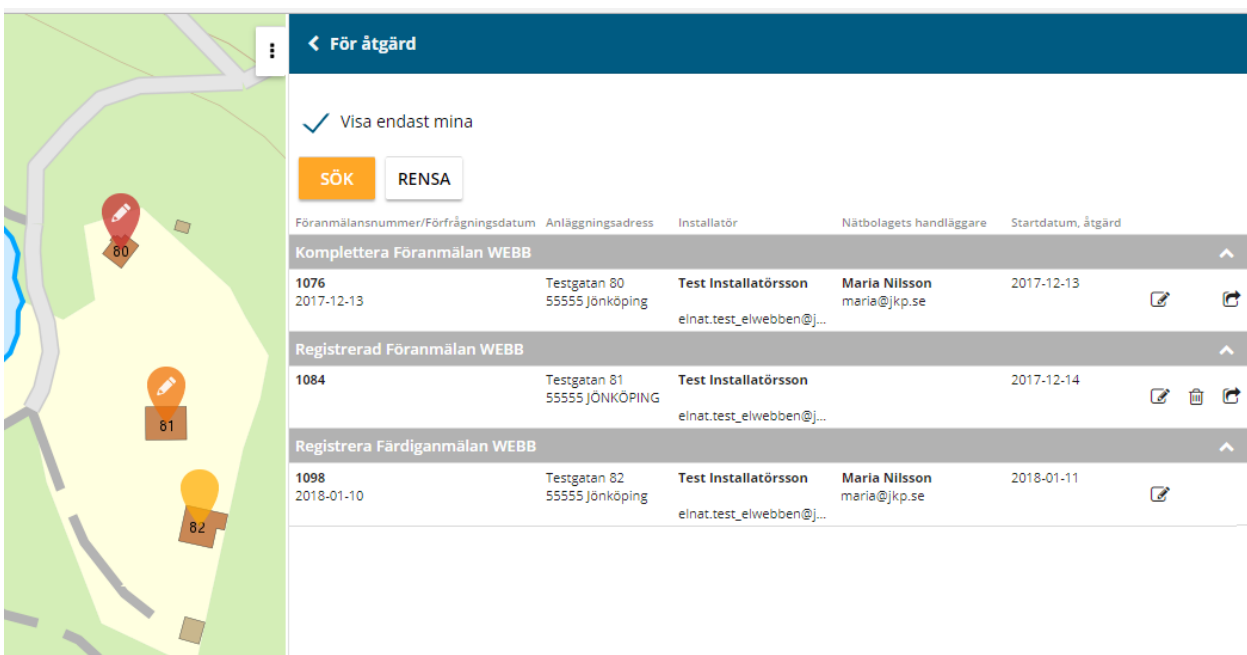 För åtgärd
Visa endast mina
SÖK RENSA
Föranmälansnummer/Förfrågningsdatum Anläggningsadress Installatör Nätbolagets handläggare Startdatum, åtgärd
Komplettera Föranmälan WEBB
1076 Testgatan 80 Test Installatörsson Maria Nilsson 2017-12-13
2017-12-13 55555 Jönköping maria@jkp.se
elnat.test_elwebben@j...
Registrerad Föranmälan WEBB
1084 Testgatan 81 Test Installatörsson 2017-12-14
55555 JÖNKÖPING
elnat.test_elwebben@j...
Registrera Färdiganmälan WEBB
1098 Testgatan 82 Test Installatörsson Maria Nilsson 2018-01-11
2018-01-10 55555 Jönköping maria@jkp.se
elnat.test_elwebben@j...
80
81
82